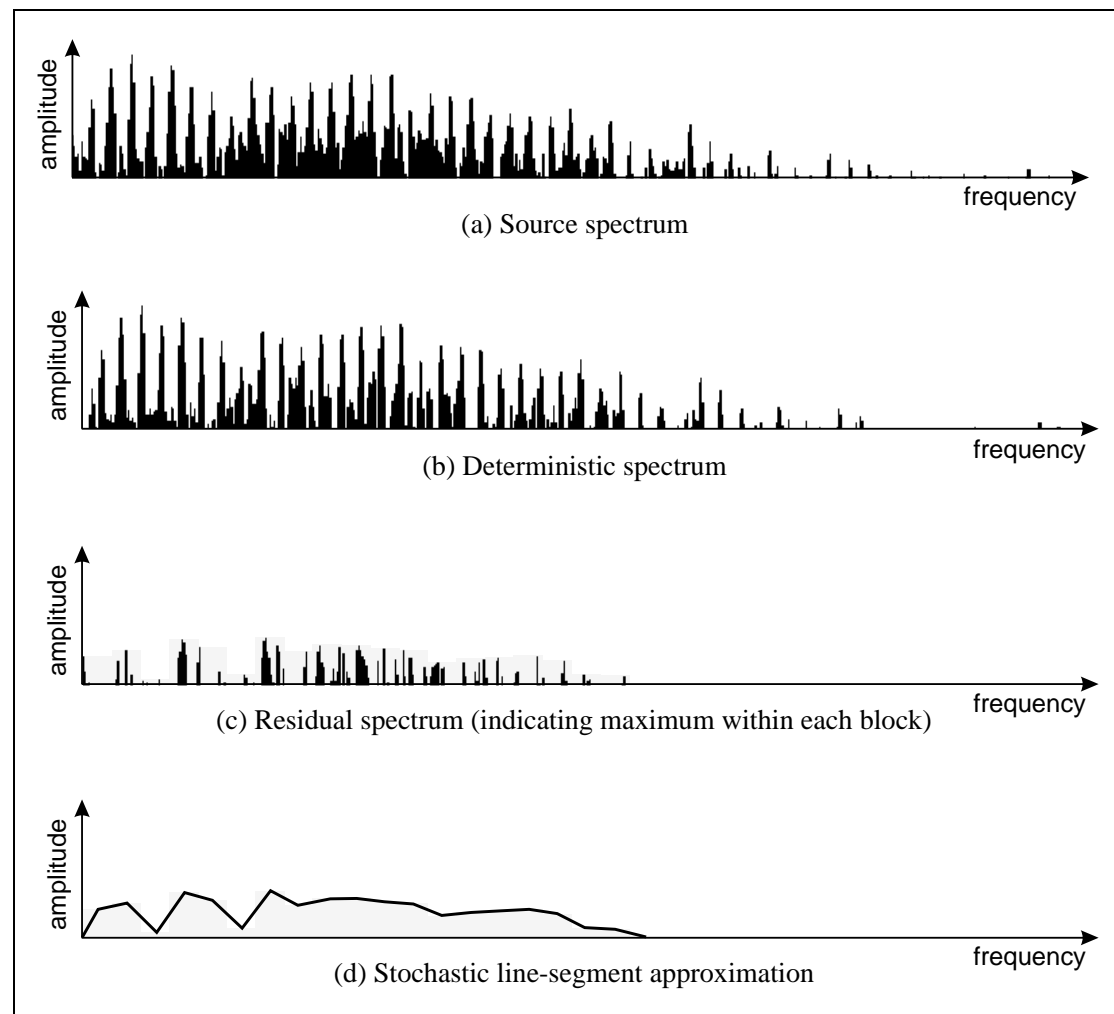 amplitude
frequency
(a) Source spectrum
amplitude
frequency
(b) Deterministic spectrum
amplitude
frequency
(c) Residual spectrum (indicating maximum within each block)
amplitude
frequency
(d) Stochastic line-segment approximation